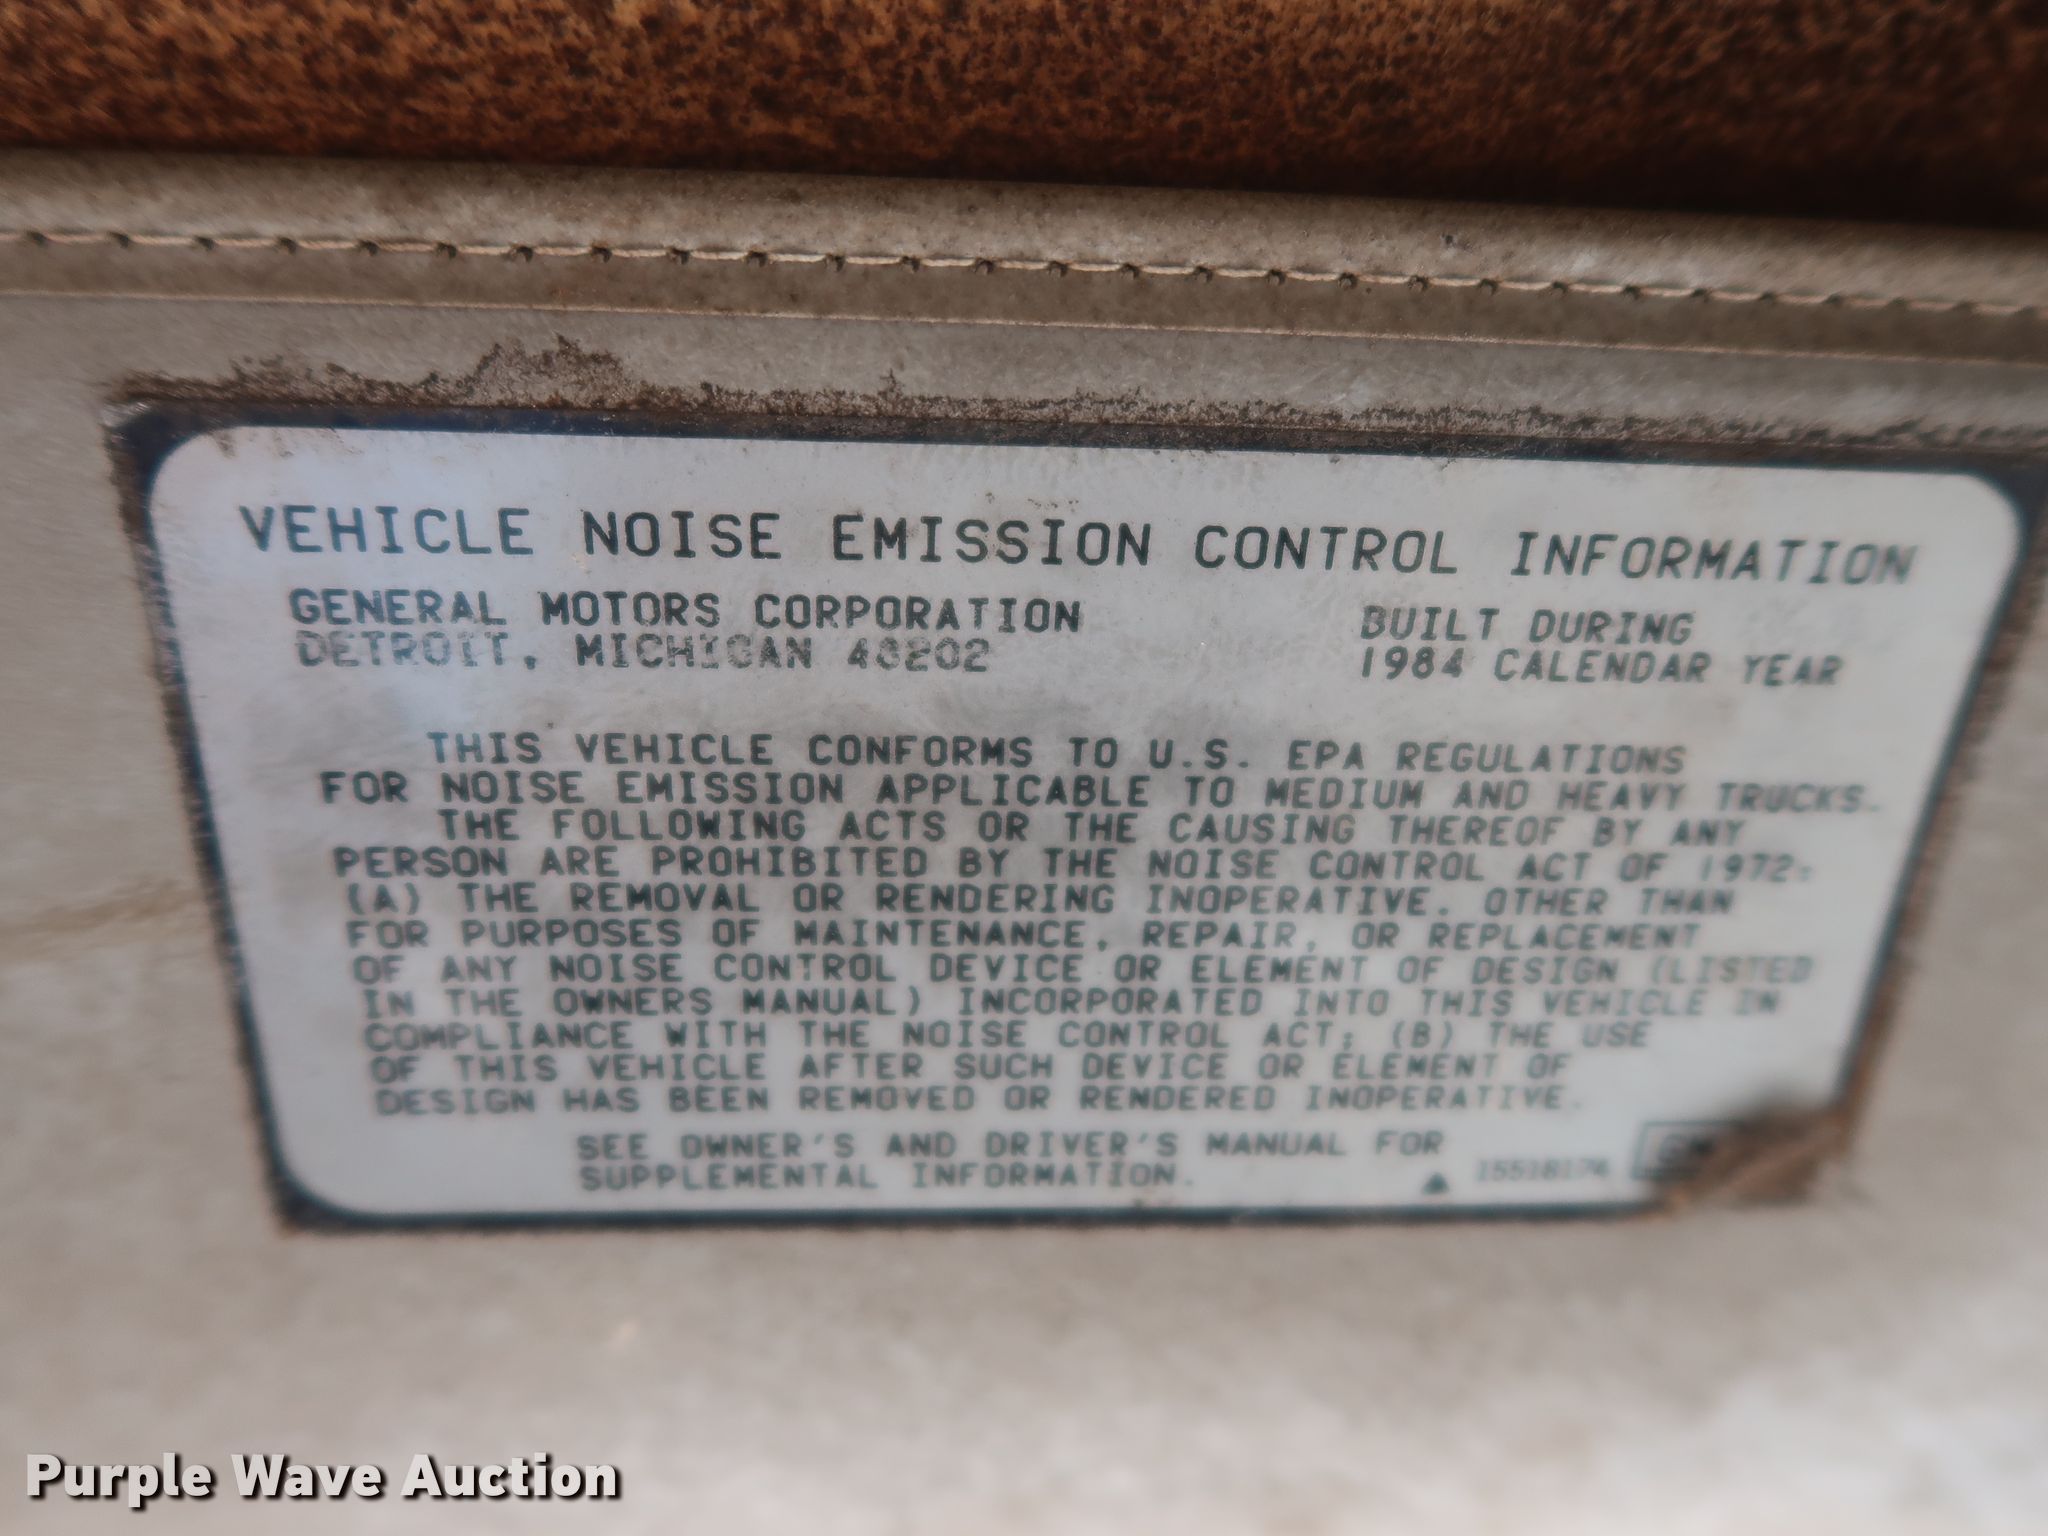 VEHICLE NOISE EMISSION CONTROL INFORMATION
GENERAL MOTORS CORPORATION
DETROIT, MICHIGAN 48202
BUILT DURING
1984 CALENDAR YEAR
THIS VEHICLE CONFORMS TO U.S. EPA REGULATIONS
FOR NOISE EMISSION APPLICABLE TO MEDIUM AND HEAVY TRUCKS.
THE FOLLOWING ACTS OR THE CAUSING THEREOF BY ANY
PERSON ARE PROHIBITED BY THE NOISE CONTROL ACT OF 1972:
(A) THE REMOVAL OR RENDERING INOPERATIVE. OTHER THAN
FOR PURPOSES OF MAINTENANCE, REPAIR, OR REPLACEMENT
OF ANY NOISE CONTROL DEVICE OR ELEMENT OF DESIGN (LISTED
IN THE OWNERS MANUAL) INCORPORATED INTO THIS VEHICLE IN
COMPLIANCE WITH THE NOISE CONTROL ACT; (B) THE USE
OF THIS VEHICLE AFTER SUCH DEVICE OR ELEMENT OF
DESIGN HAS BEEN REMOVED OR RENDERED INOPERATIVE.
SEE OWNER'S AND DRIVER'S MANUAL FOR
SUPPLEMENTAL INFORMATION.
15518174
Purple Wave Auction